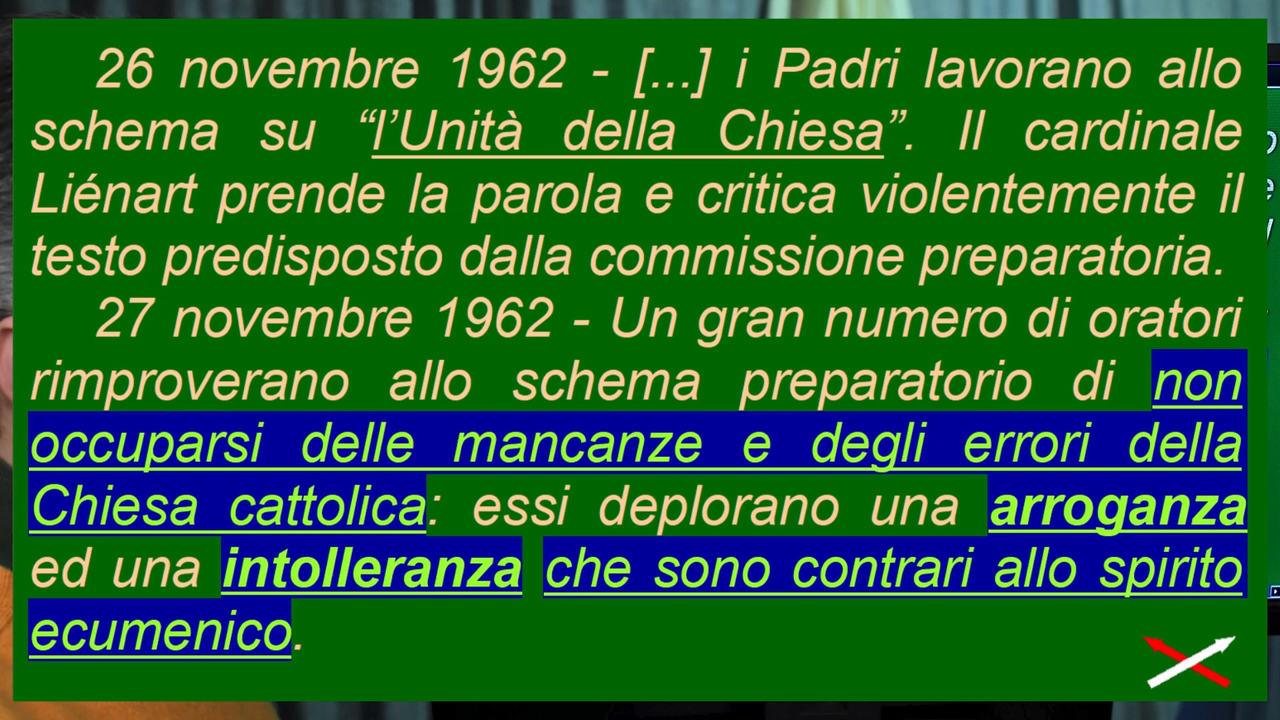 26 novembre 1962 - [...] i Padri lavorano allo
schema su “l’Unità della Chiesa”. Il cardinale
Liénart prende la parola e critica violentemente il
testo predisposto dalla commissione preparatoria.
27 novembre 1962 - Un gran numero di oratori
rimproverano allo schema preparatorio di non
occuparsi delle mancanze e degli errori della
Chiesa cattolica: essi deplorano una arroganza
ed una intolleranza che sono contrari allo spirito
ecumenico.